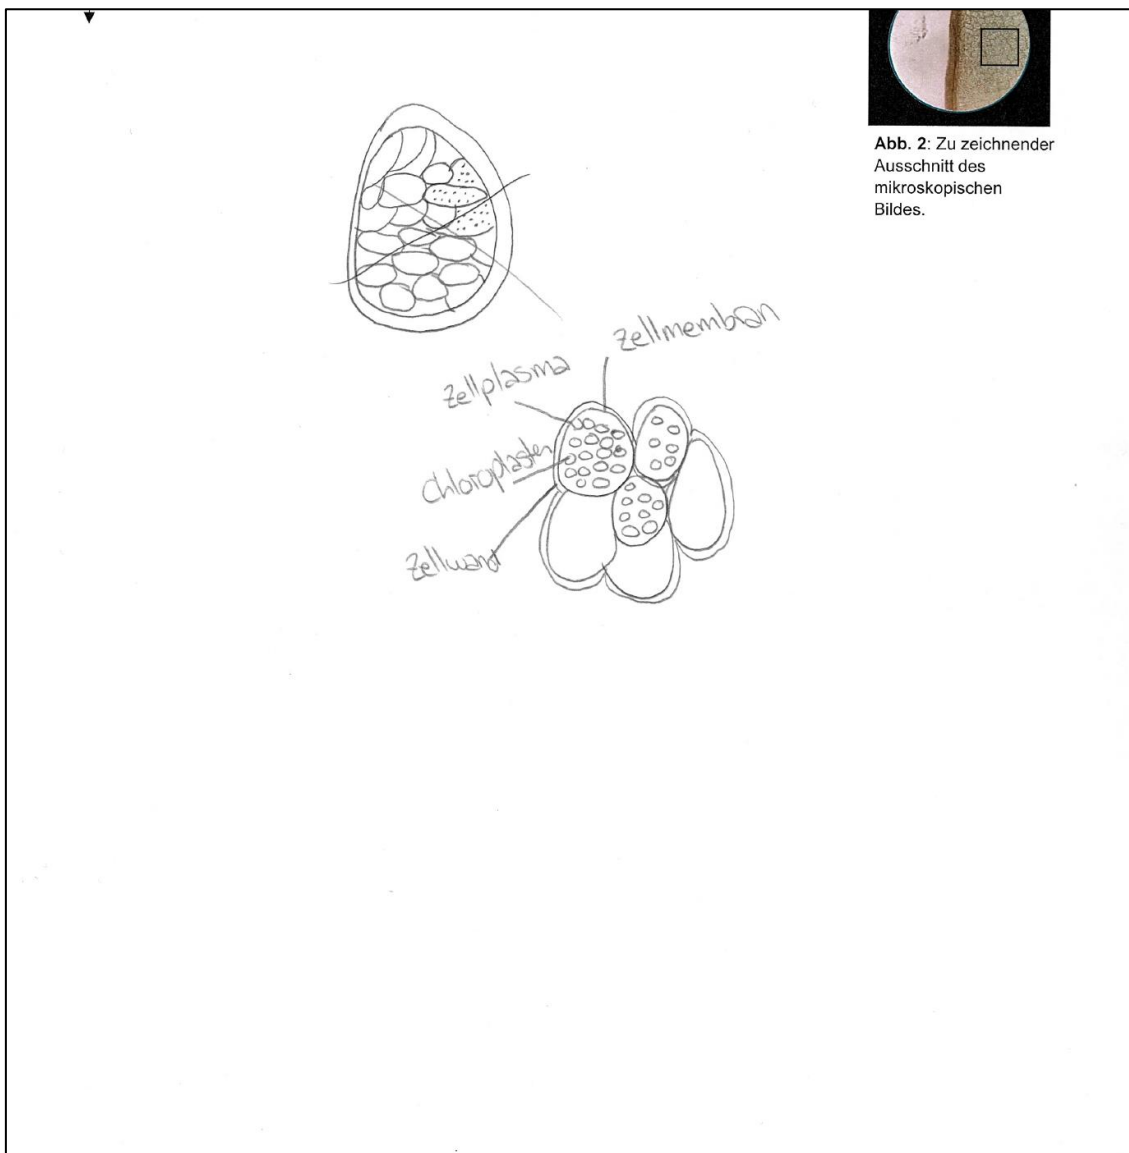 Abb. 2: Zu zeichnender
Ausschnitt des
mikroskopischen
Bildes.
Zellmembran
Zellplasma
Chloroplasten
Zellwand